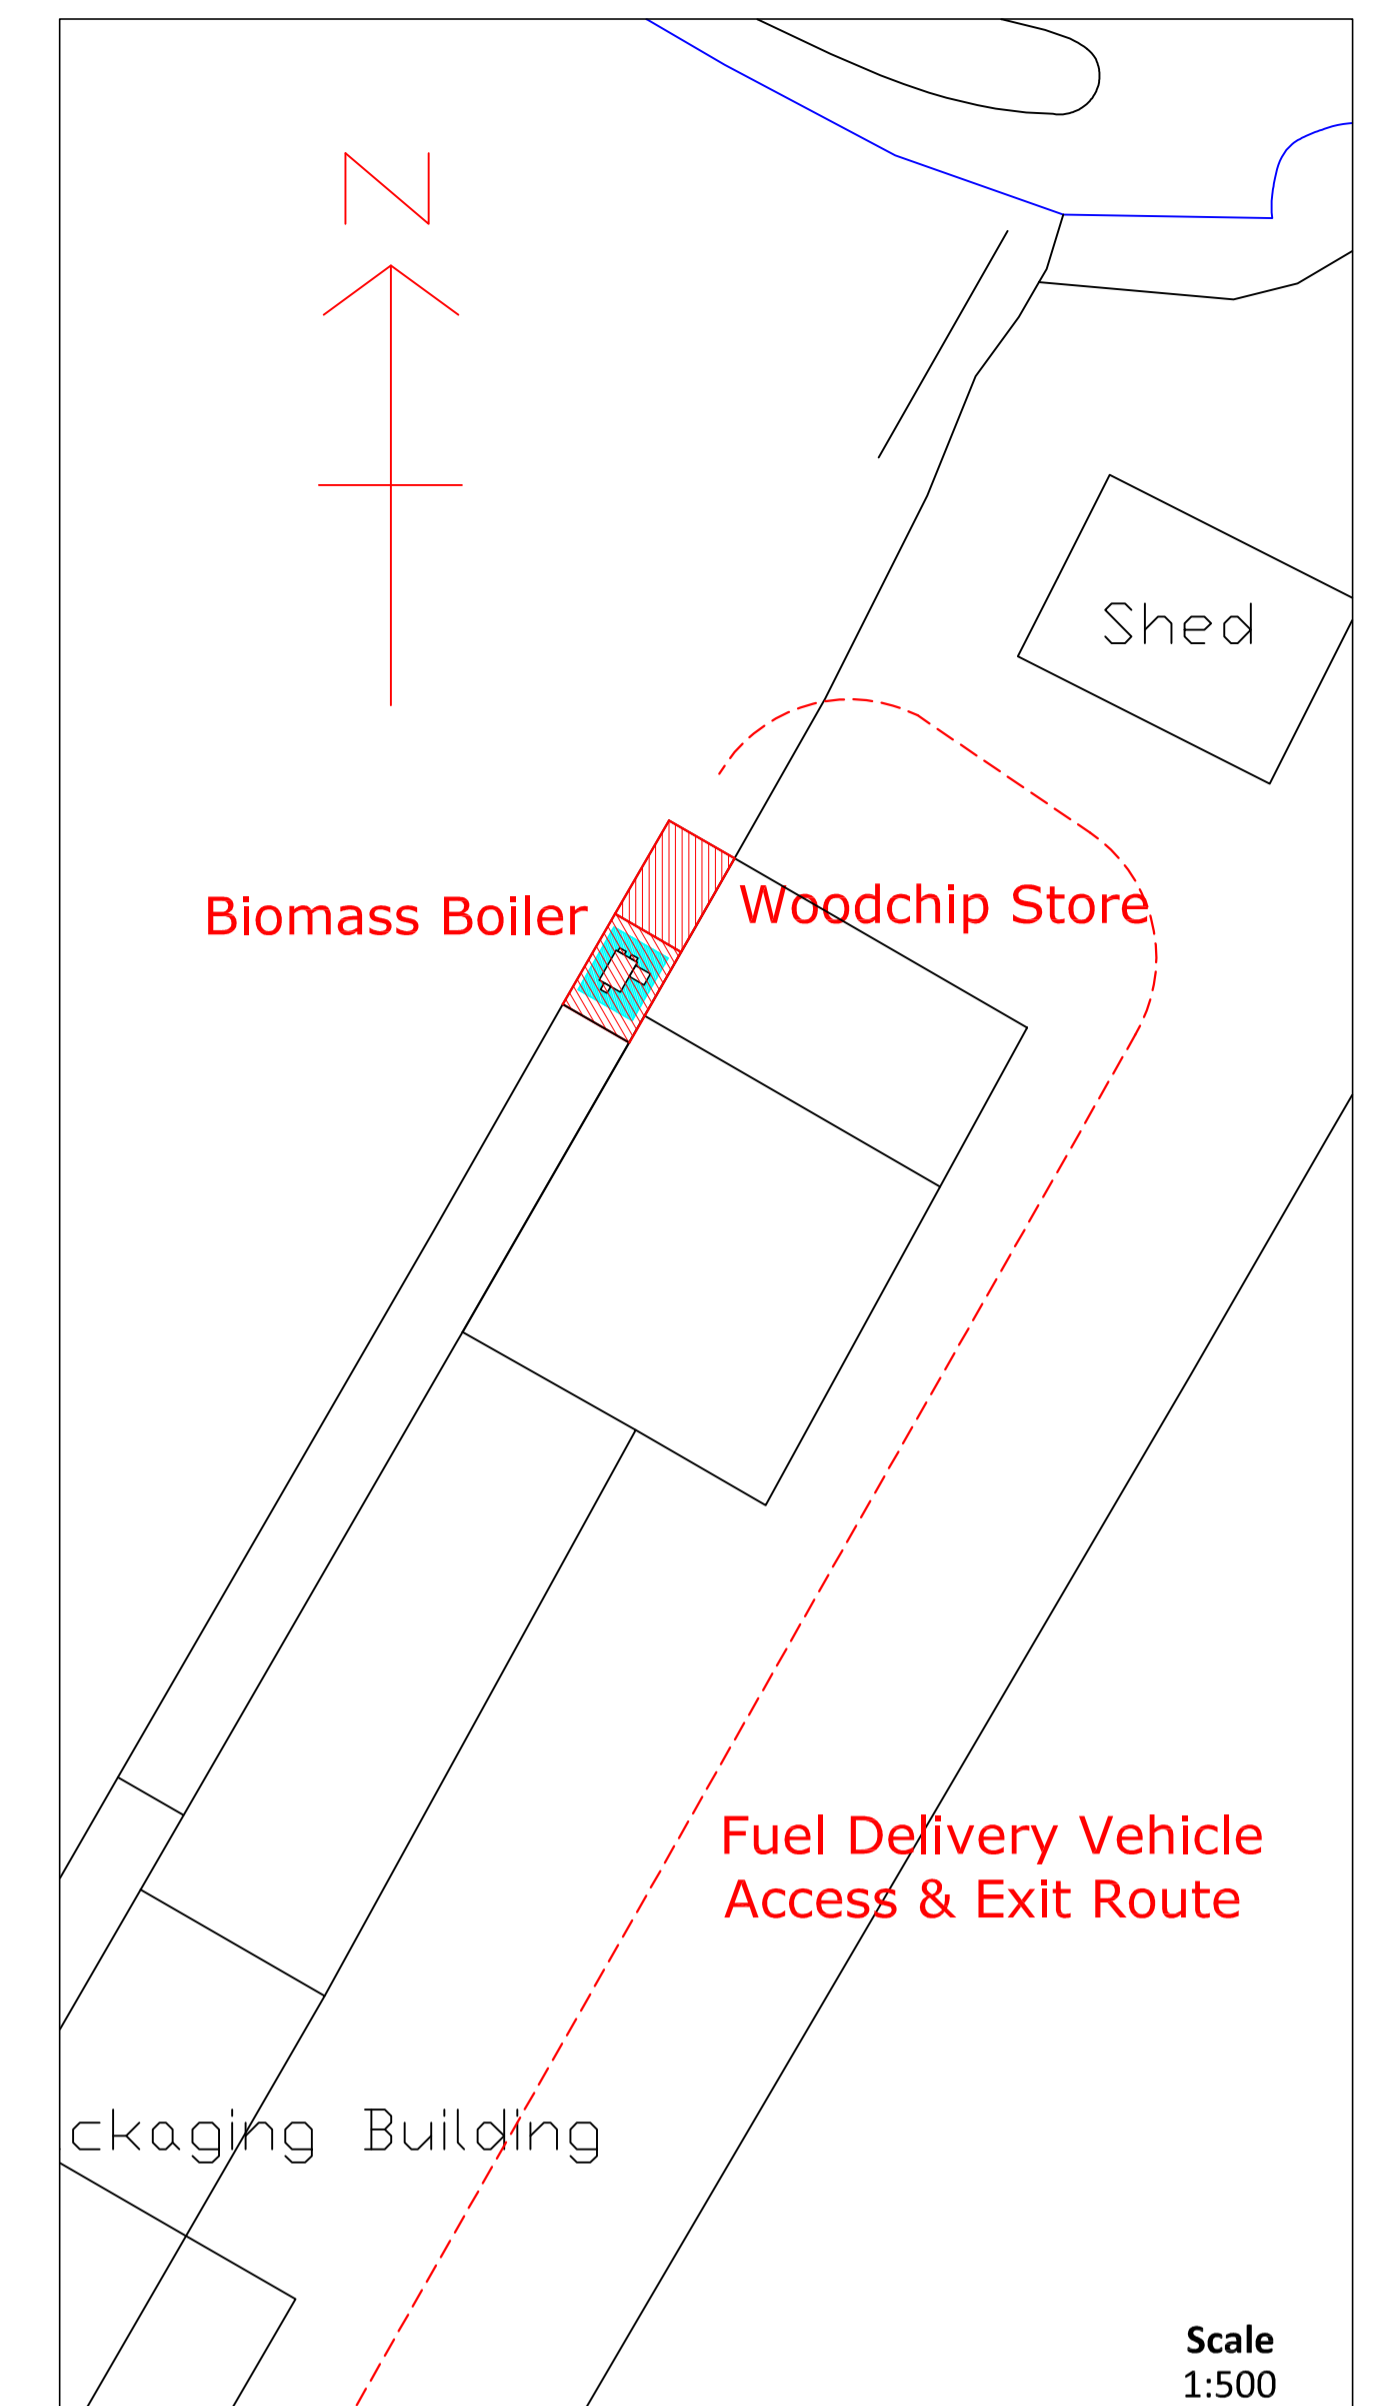 N
Shed
Biomass Boiler
Woodchip Store
Fuel Delivery Vehicle
Access & Exit Route
ckaging Building
Scale
1:500